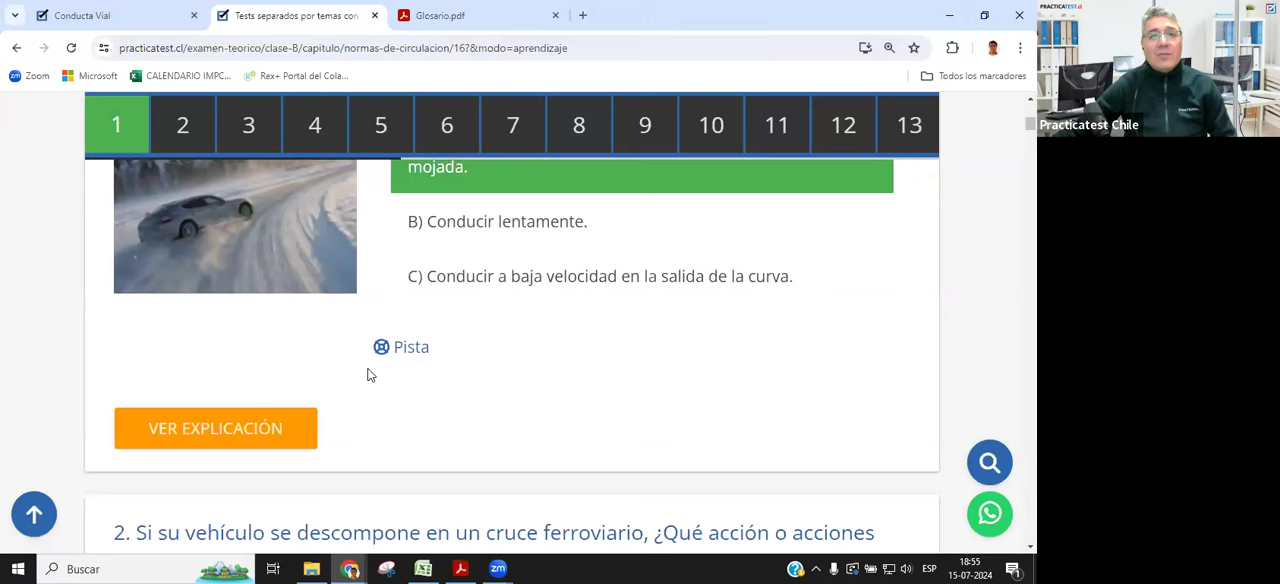 Conducta Vial
Tests separados por temas con
Glosario.pdf
practicatest.cl/examen-teorico/clase-B/capitulo/normas-de-circulacion/167&modo=aprendizaje
Zoom
Microsoft
CALENDARIO IMPC...
Rex+ Portal del Cola...
Todos los marcadores
PRACTICATEST.cl
Practicatest Chile
1 2 3 4 5 6 7 8 9 10 11 12 13
mojada.
B) Conducir lentamente.
C) Conducir a baja velocidad en la salida de la curva.
Pista
VER EXPLICACIÓN
2. Si su vehículo se descompone en un cruce ferroviario, ¿Qué acción o acciones
Buscar
ESP
18:55
15-07-2024